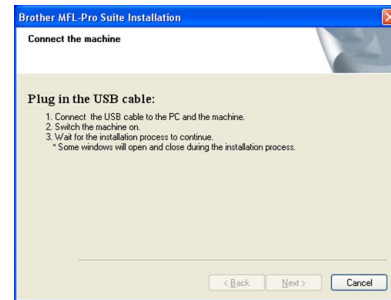 Brother MFL-Pro Suite Installation
Connect the machine
Plug in the USB cable:
1. Connect the USB cable to the PC and the machine.
2. Switch the machine on.
3. Wait for the installation process to continue.
* Some windows will open and close during the installation process.
< Back
Next >
Cancel